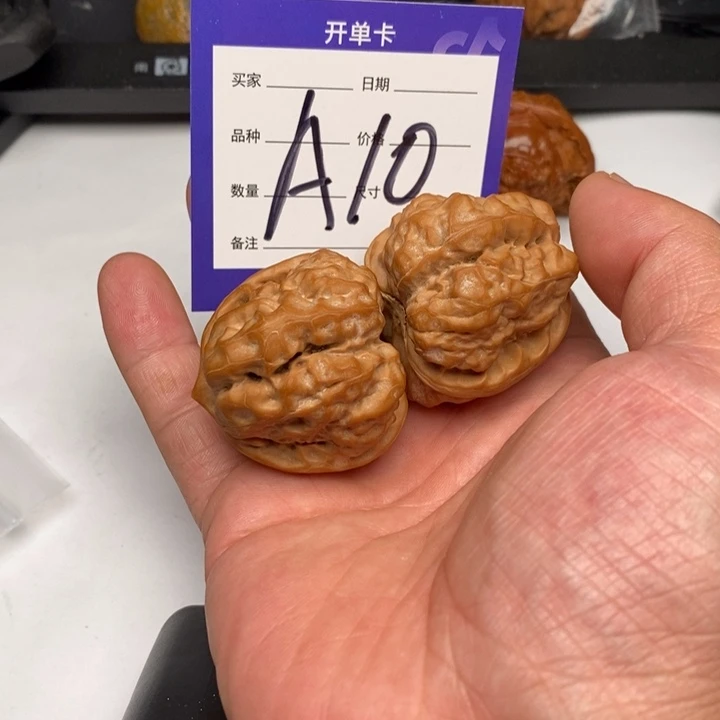 开单卡
买家 日期
品种 价格
数量 尺寸
备注
A10